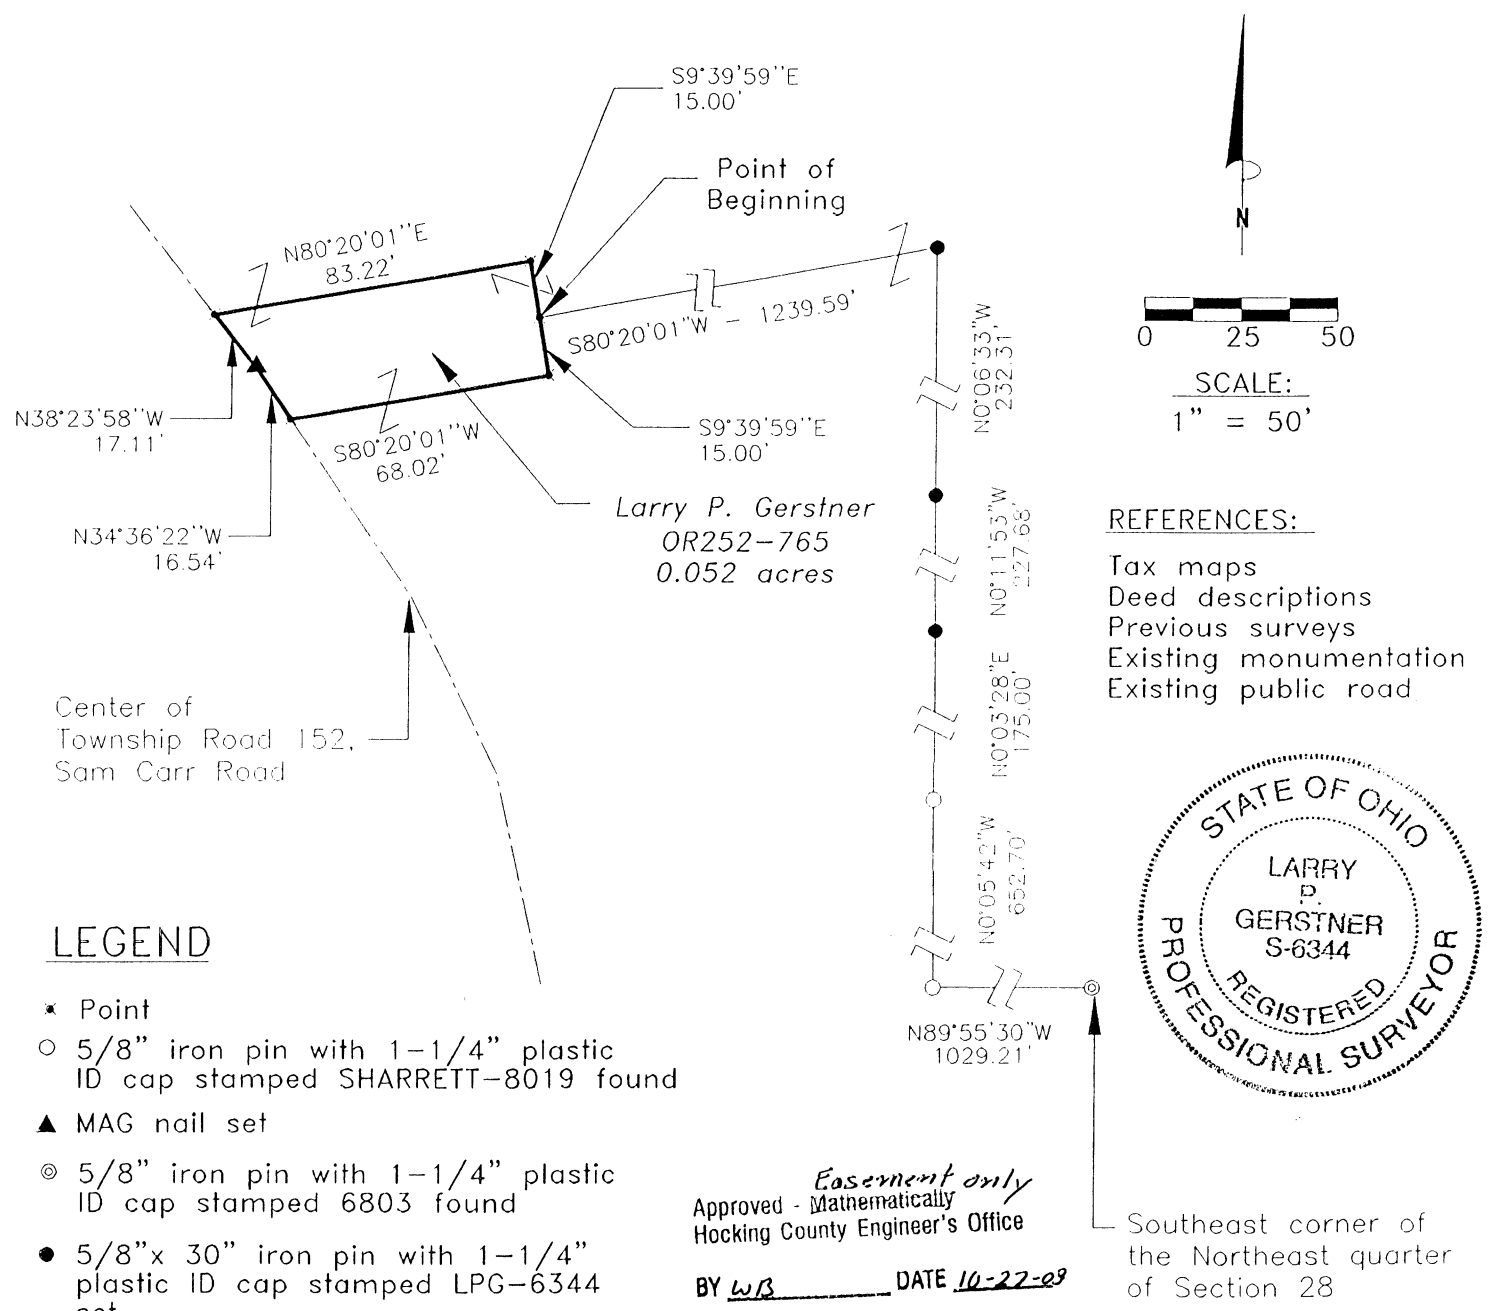 S9°39'59"E
15.00'
Point of
Beginning
N80°20'01"E
83.22'
S80°20'01"W - 1239.59'
N38°23'58"W
17.11'
S80°20'01"W
68.02'
S9°39'59"E
15.00'
N34°36'22"W
16.54'
Larry P. Gerstner
OR252-765
0.052 acres
Center of
Township Road 152,
Sam Carr Road
N0°06'33"W
232.31'
N0°11'53"W
227.68'
N0°03'28"E
175.00'
N0°05'42"W
652.70'
N89°55'30"W
1029.21'
N
0 25 50
SCALE:
1" = 50'
REFERENCES:
Tax maps
Deed descriptions
Previous surveys
Existing monumentation
Existing public road
STATE OF OHIO
LARRY
P.
GERSTNER
S-6344
REGISTERED
PROFESSIONAL SURVEYOR
LEGEND
Point
5/8" iron pin with 1-1/4" plastic
ID cap stamped SHARRETT-8019 found
MAG nail set
5/8" iron pin with 1-1/4" plastic
ID cap stamped 6803 found
5/8"x 30" iron pin with 1-1/4"
plastic ID cap stamped LPG-6344
set
Easement only
Approved - Mathematically
Hocking County Engineer's Office
BY WB DATE 10-27-03
Southeast corner of
the Northeast quarter
of Section 28